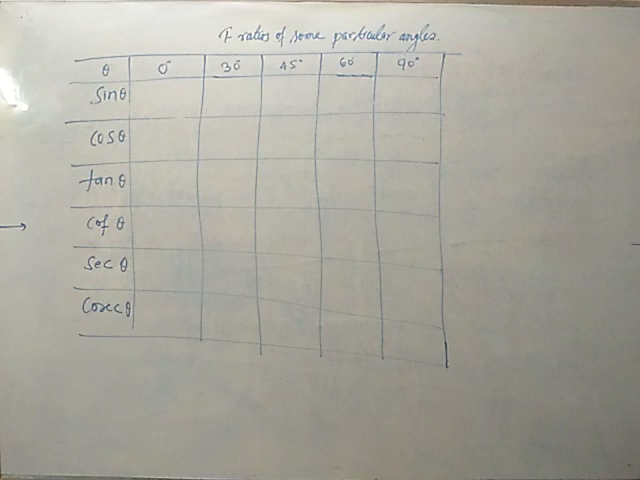 T ratios of some particular angles.
θ 0° 30° 45° 60° 90°
Sinθ
cosθ
tanθ
cot θ
Sec θ
Cosecθ